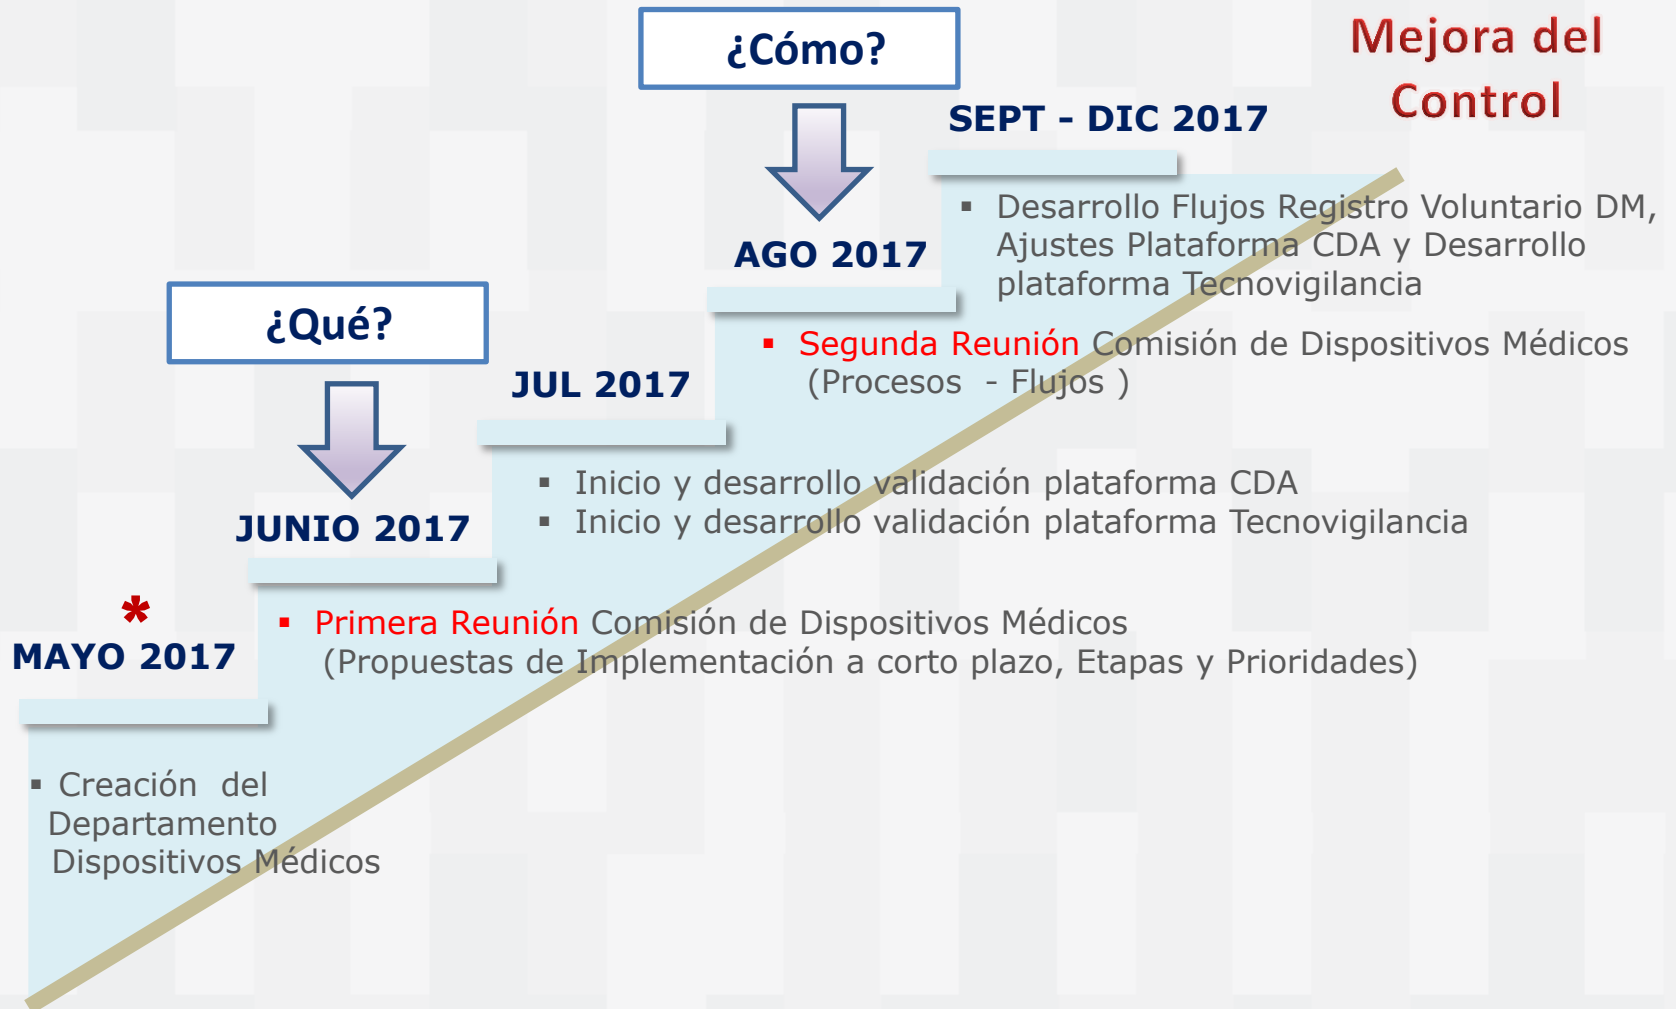 ¿Cómo?
Mejora del
Control
SEPT - DIC 2017
▪ Desarrollo Flujos Registro Voluntario DM,
Ajustes Plataforma CDA y Desarrollo
plataforma Tecnovigilancia
AGO 2017
▪ Segunda Reunión Comisión de Dispositivos Médicos
(Procesos - Flujos )
¿Qué?
JUL 2017
▪ Inicio y desarrollo validación plataforma CDA
▪ Inicio y desarrollo validación plataforma Tecnovigilancia
JUNIO 2017
▪ Primera Reunión Comisión de Dispositivos Médicos
(Propuestas de Implementación a corto plazo, Etapas y Prioridades)
*
MAYO 2017
▪ Creación del
Departamento
Dispositivos Médicos